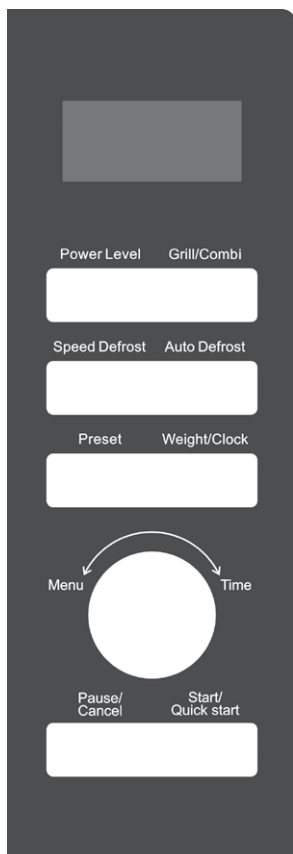 Power Level Grill/Combi
Speed Defrost Auto Defrost
Preset Weight/Clock
Menu Time
Pause/ Start/
Cancel Quick start